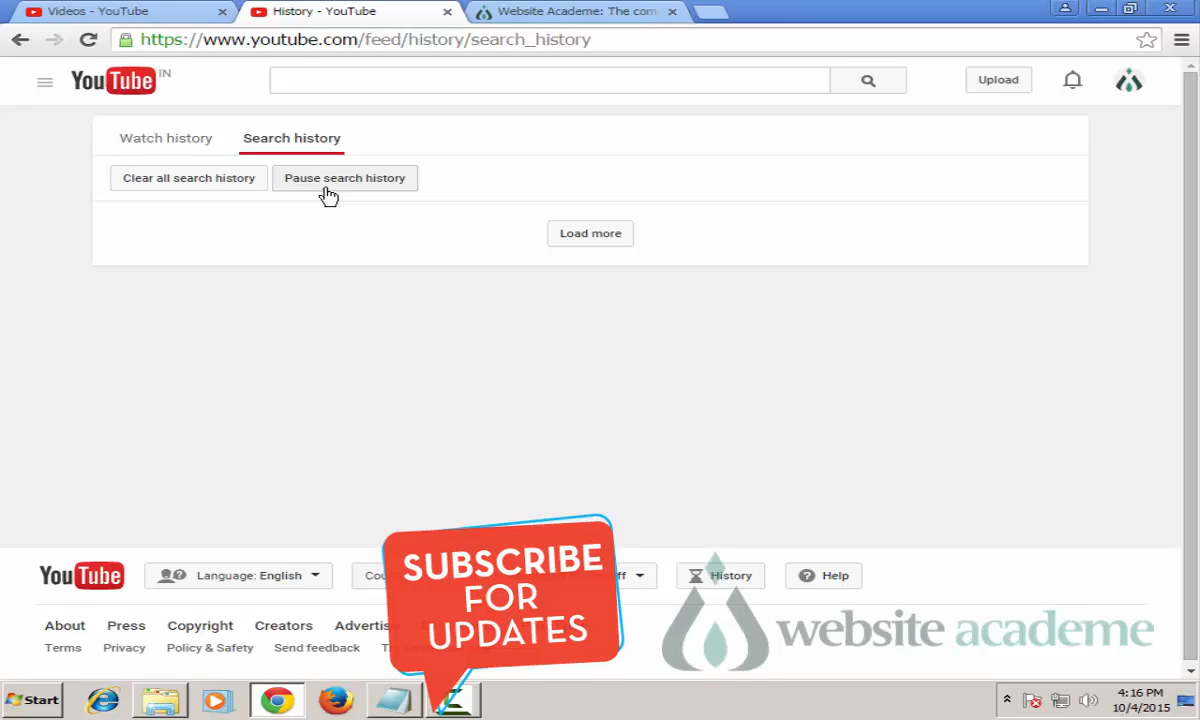 Videos - YouTube
History - YouTube
Website Academe: The com
https://www.youtube.com/feed/history/search_history
YouTube IN
Upload
Watch history
Search history
Clear all search history
Pause search history
Load more
YouTube
Language: English
History
Help
SUBSCRIBE
FOR
UPDATES
website academe
About
Press
Copyright
Creators
Terms
Privacy
Policy & Safety
Send feedback
Start
4:16 PM
10/4/2015